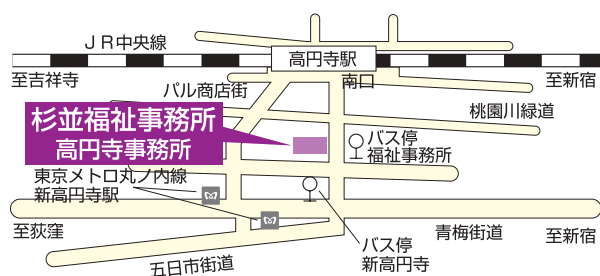 JR中央線
高円寺駅
至吉祥寺
南口
至新宿
パル商店街
桃園川緑道
杉並福祉事務所
高円寺事務所
バス停
福祉事務所
東京メトロ丸ノ内線
新高円寺駅
至荻窪
青梅街道
至新宿
バス停
新高円寺
五日市街道